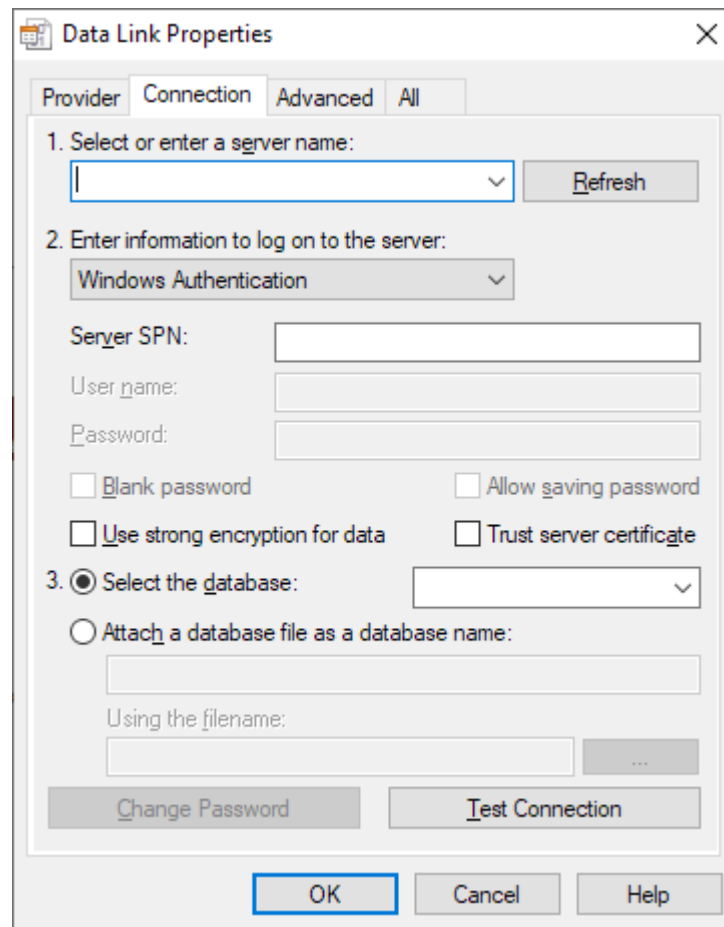 Data Link Properties
Provider Connection Advanced All
1. Select or enter a server name:
Refresh
2. Enter information to log on to the server:
Windows Authentication
Server SPN:
User name:
Password:
Blank password Allow saving password
Use strong encryption for data Trust server certificate
3. Select the database:
Attach a database file as a database name:
Using the filename:
...
Change Password Test Connection
OK Cancel Help